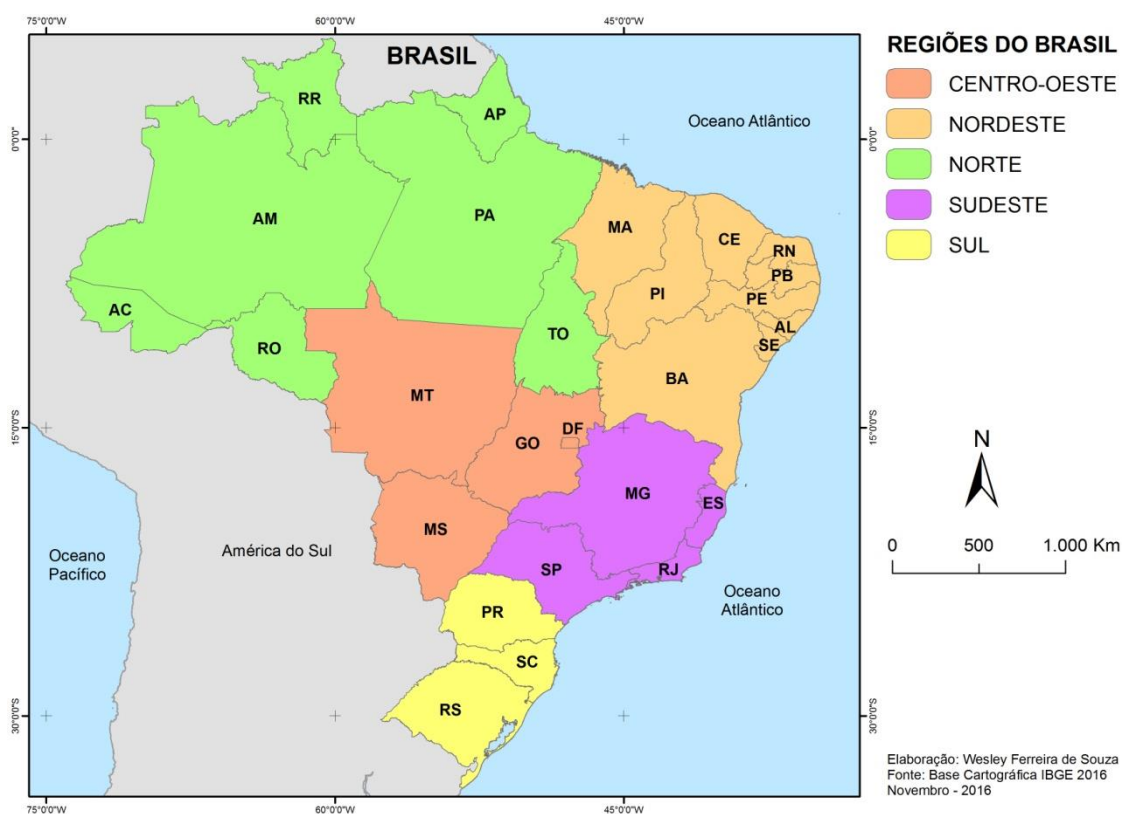 75°0'0"W 60°0'0"W 45°0'0"W
BRASIL
REGIÕES DO BRASIL
CENTRO-OESTE
NORDESTE
NORTE
SUDESTE
SUL
RR
AP
Oceano Atlântico
0°0'0"
0°0'0"
AM
PA
MA
CE
RN
PB
PI
PE
AC
TO
AL
RO
SE
MT
BA
15°0'0"S
15°0'0"S
GO
DF
N
MG
ES
MS
América do Sul
Oceano
Pacífico
SP
RJ
0 500 1.000 Km
Oceano
Atlântico
PR
SC
RS
30°0'0"S
30°0'0"S
Elaboração: Wesley Ferreira de Souza
Fonte: Base Cartográfica IBGE 2016
Novembro - 2016
75°0'0"W 60°0'0"W 45°0'0"W